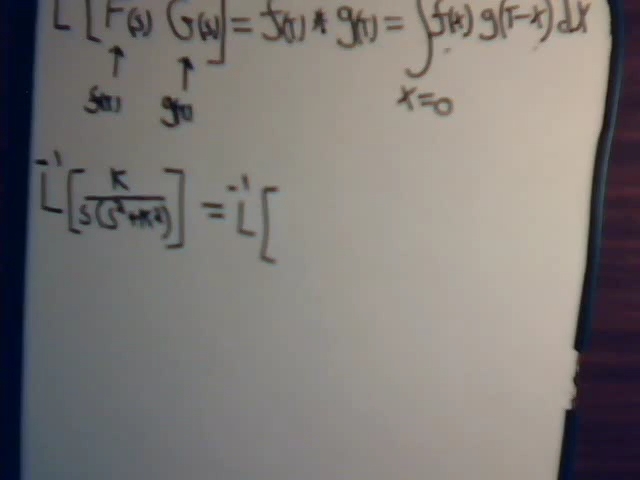 L [F(s) G(s)] = f(T) * g(T) = ∫ f(x) g(T-x) dx
↑ ↑ x=0
f(T) g(T)
L⁻¹ [K / S(S²+K²)] = L⁻¹ [